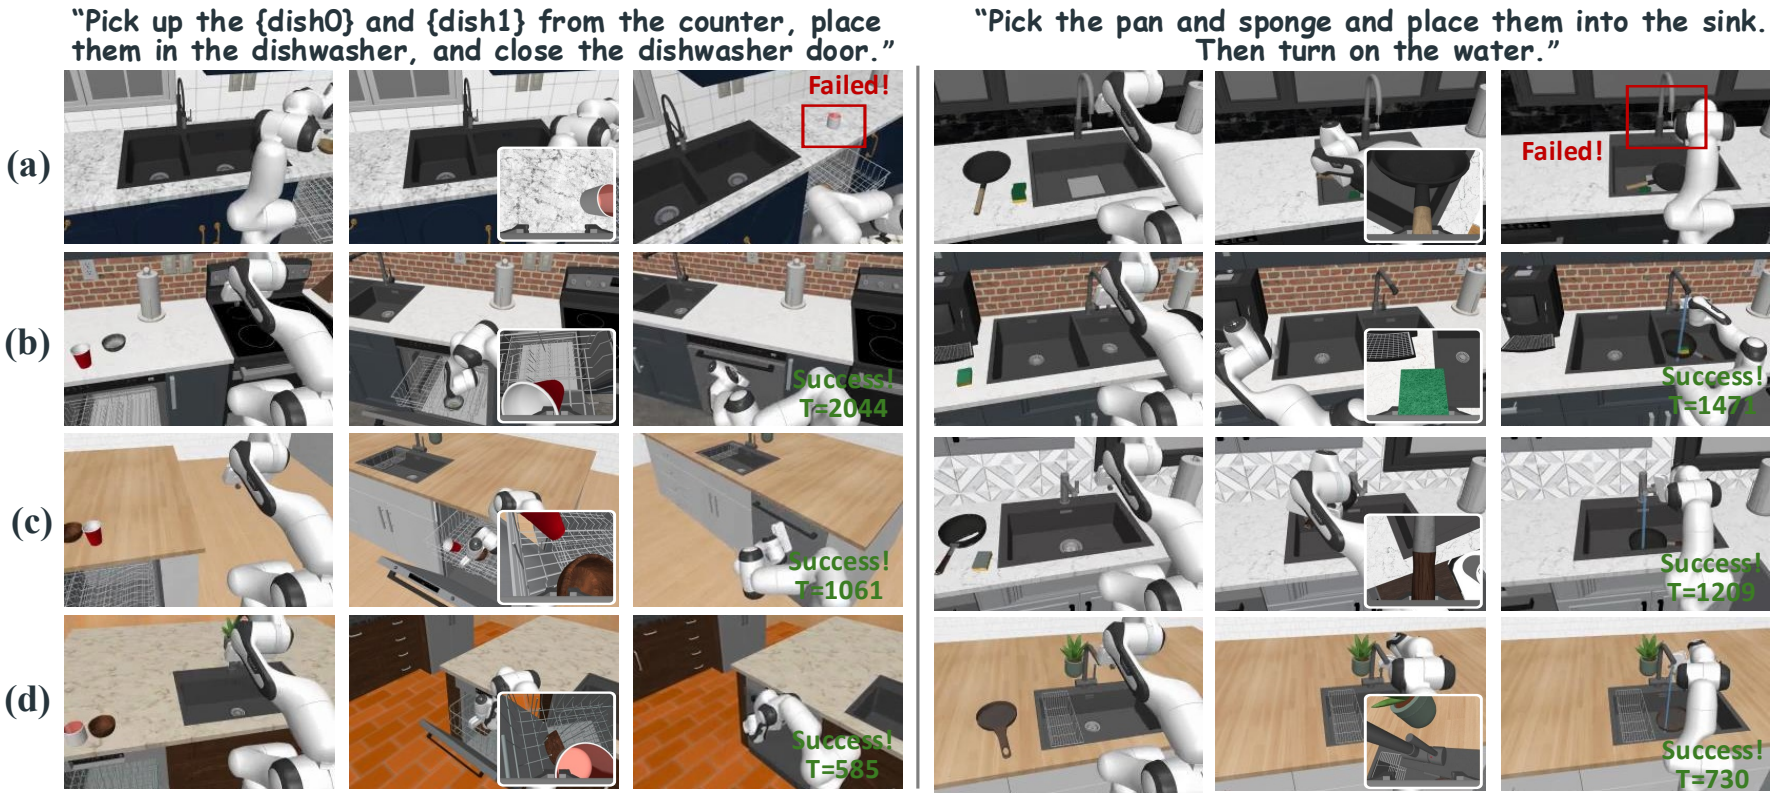 “Pick up the {dish0} and {dish1} from the counter, place
them in the dishwasher, and close the dishwasher door.”
“Pick the pan and sponge and place them into the sink.
Then turn on the water.”
(a)
Failed!
Failed!
(b)
Success!
T=2044
Success!
T=1471
(c)
Success!
T=1061
Success!
T=1209
(d)
Success!
T=585
Success!
T=730